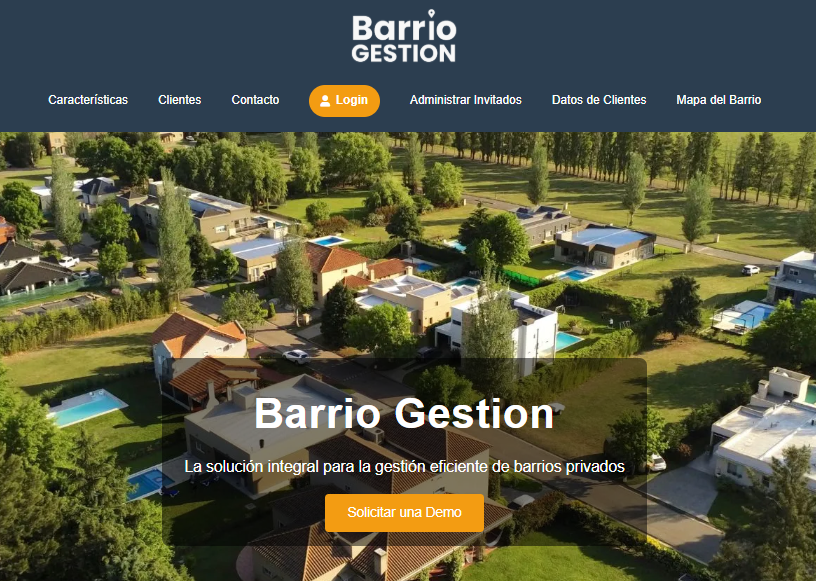 Barrio
GESTION
Características Clientes Contacto Login Administrar Invitados Datos de Clientes Mapa del Barrio
Barrio Gestion
La solución integral para la gestión eficiente de barrios privados
Solicitar una Demo